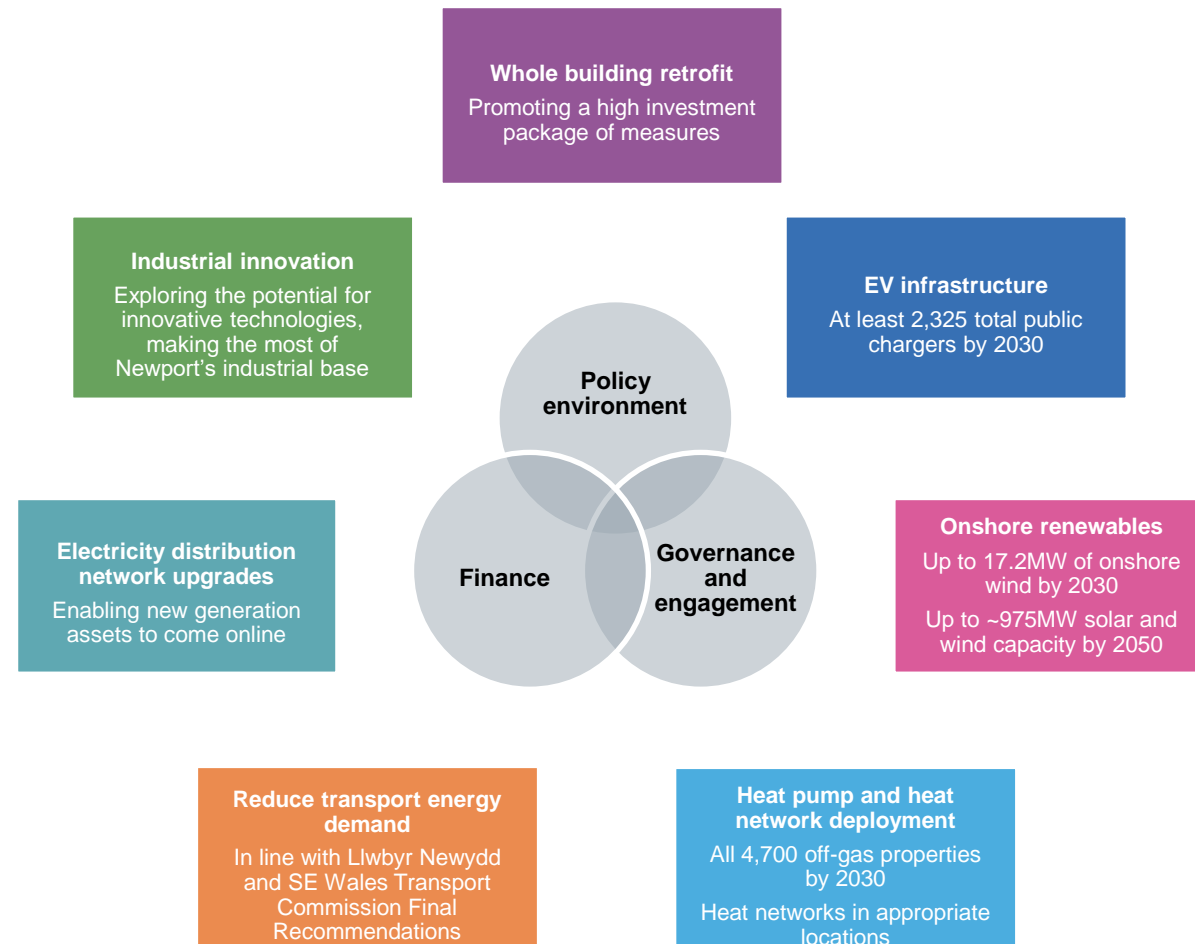 Whole building retrofit
Promoting a high investment
package of measures
Industrial innovation
Exploring the potential for
innovative technologies,
making the most of
Newport's industrial base
EV infrastructure
At least 2,325 total public
chargers by 2030
Policy
environment
Finance
Governance
and
engagement
Electricity distribution
network upgrades
Enabling new generation
assets to come online
Onshore renewables
Up to 17.2MW of onshore
wind by 2030
Up to ~975MW solar and
wind capacity by 2050
Reduce transport energy
demand
In line with Llwbyr Newydd
and SE Wales Transport
Commission Final
Recommendations
Heat pump and heat
network deployment
All 4,700 off-gas properties
by 2030
Heat networks in appropriate
locations